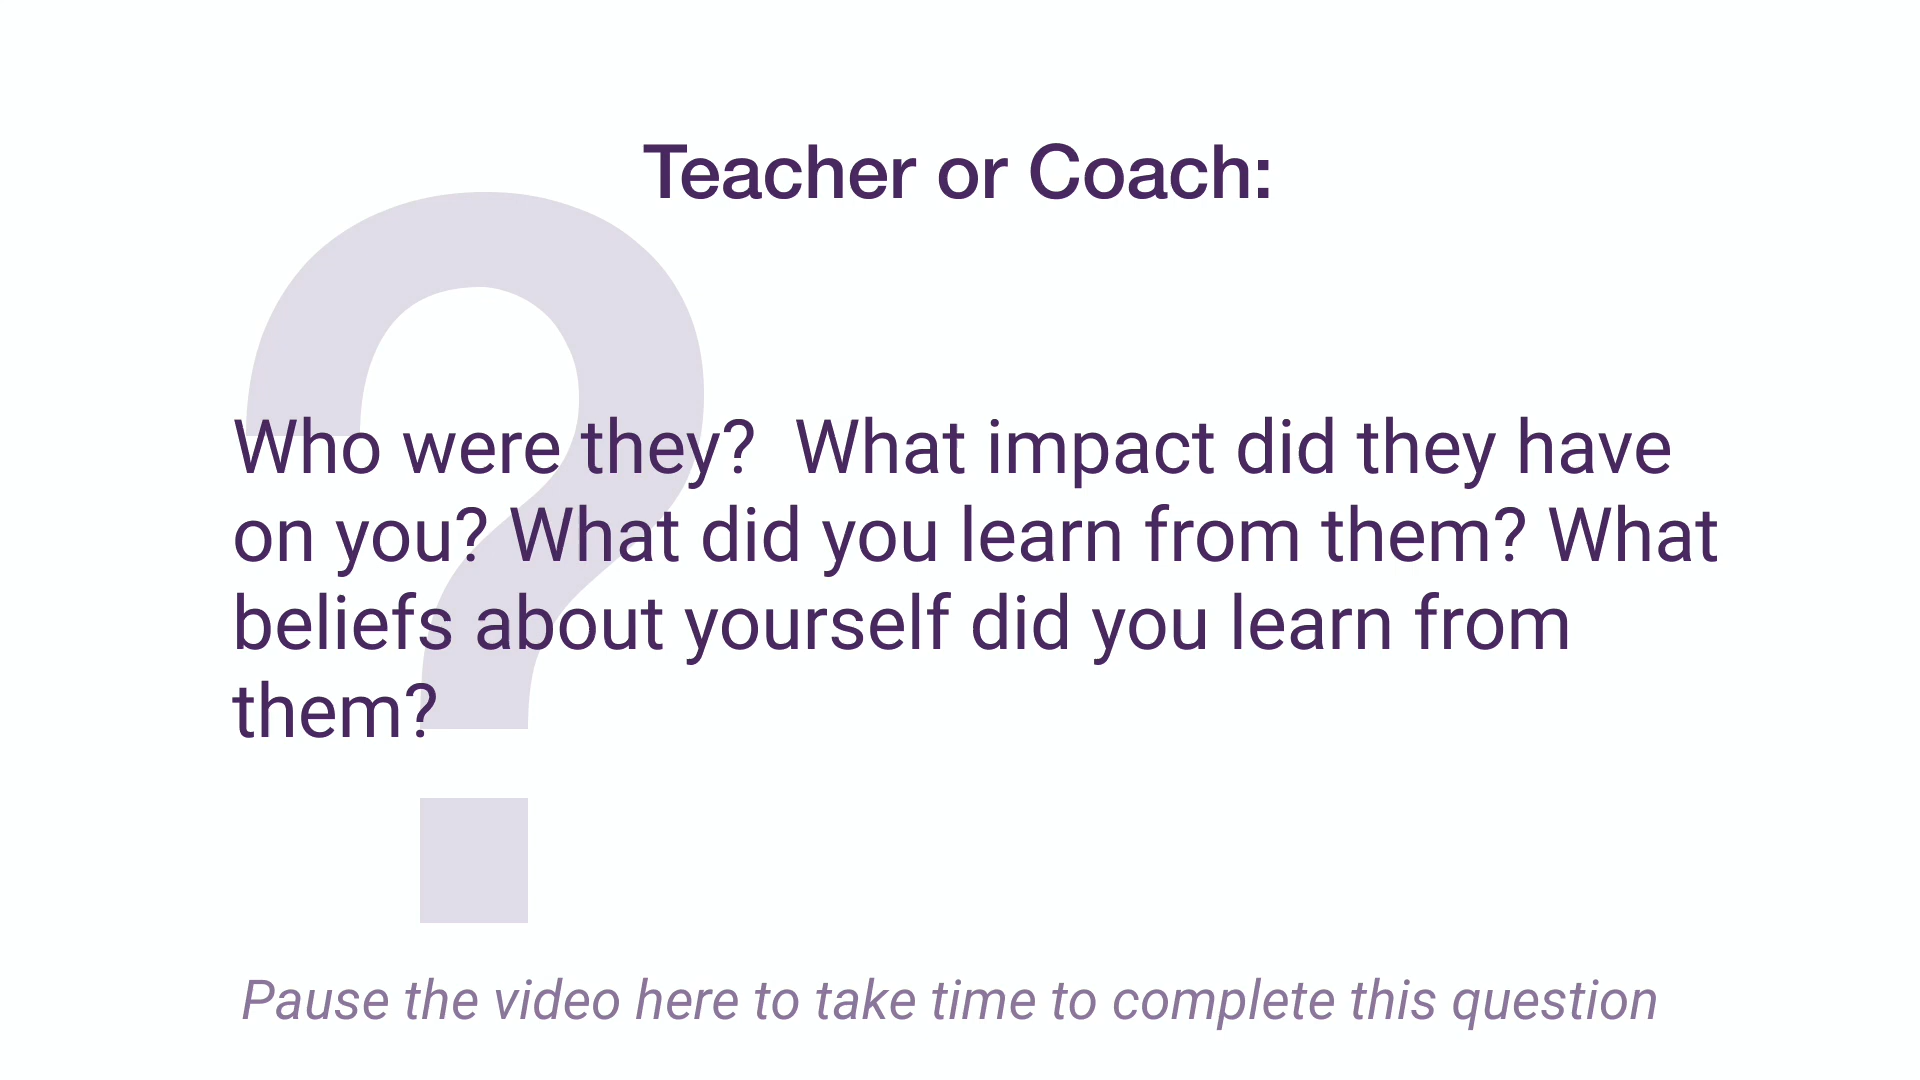 Teacher or Coach:
Who were they?  What impact did they have
on you? What did you learn from them? What
beliefs about yourself did you learn from
them?
Pause the video here to take time to complete this question